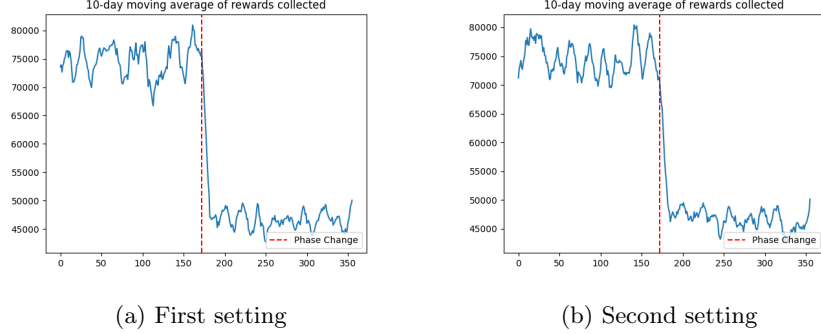 10-day moving average of rewards collected
80000
75000
70000
65000
60000
55000
50000
45000
0 50 100 150 200 250 300 350
Phase Change
(a) First setting
10-day moving average of rewards collected
80000
75000
70000
65000
60000
55000
50000
45000
0 50 100 150 200 250 300 350
Phase Change
(b) Second setting